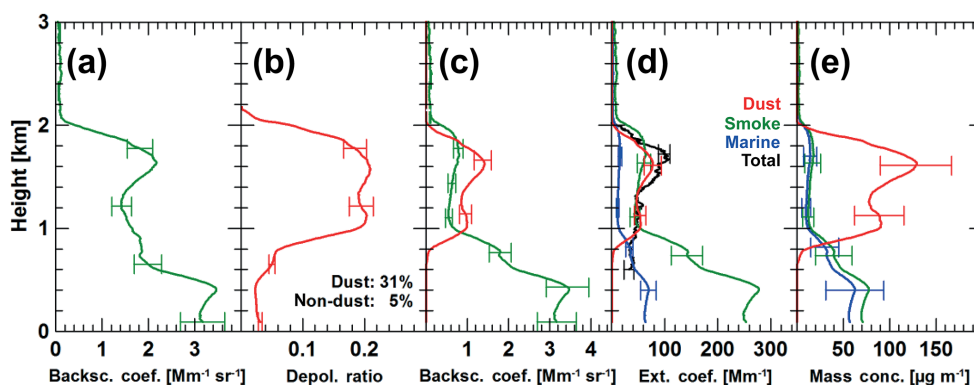 (a) (b) (c) (d) (e)
3
2
1
0
Height [km]
Dust: 31%
Non-dust: 5%
Dust
Smoke
Marine
Total
0 1 2 3 0.1 0.2 1 2 3 4 100 200 300 0 50 100 150
Backsc. coef. [Mm⁻¹ sr⁻¹] Depol. ratio Backsc. coef. [Mm⁻¹ sr⁻¹] Ext. coef. [Mm⁻¹] Mass conc. [µg m⁻³]